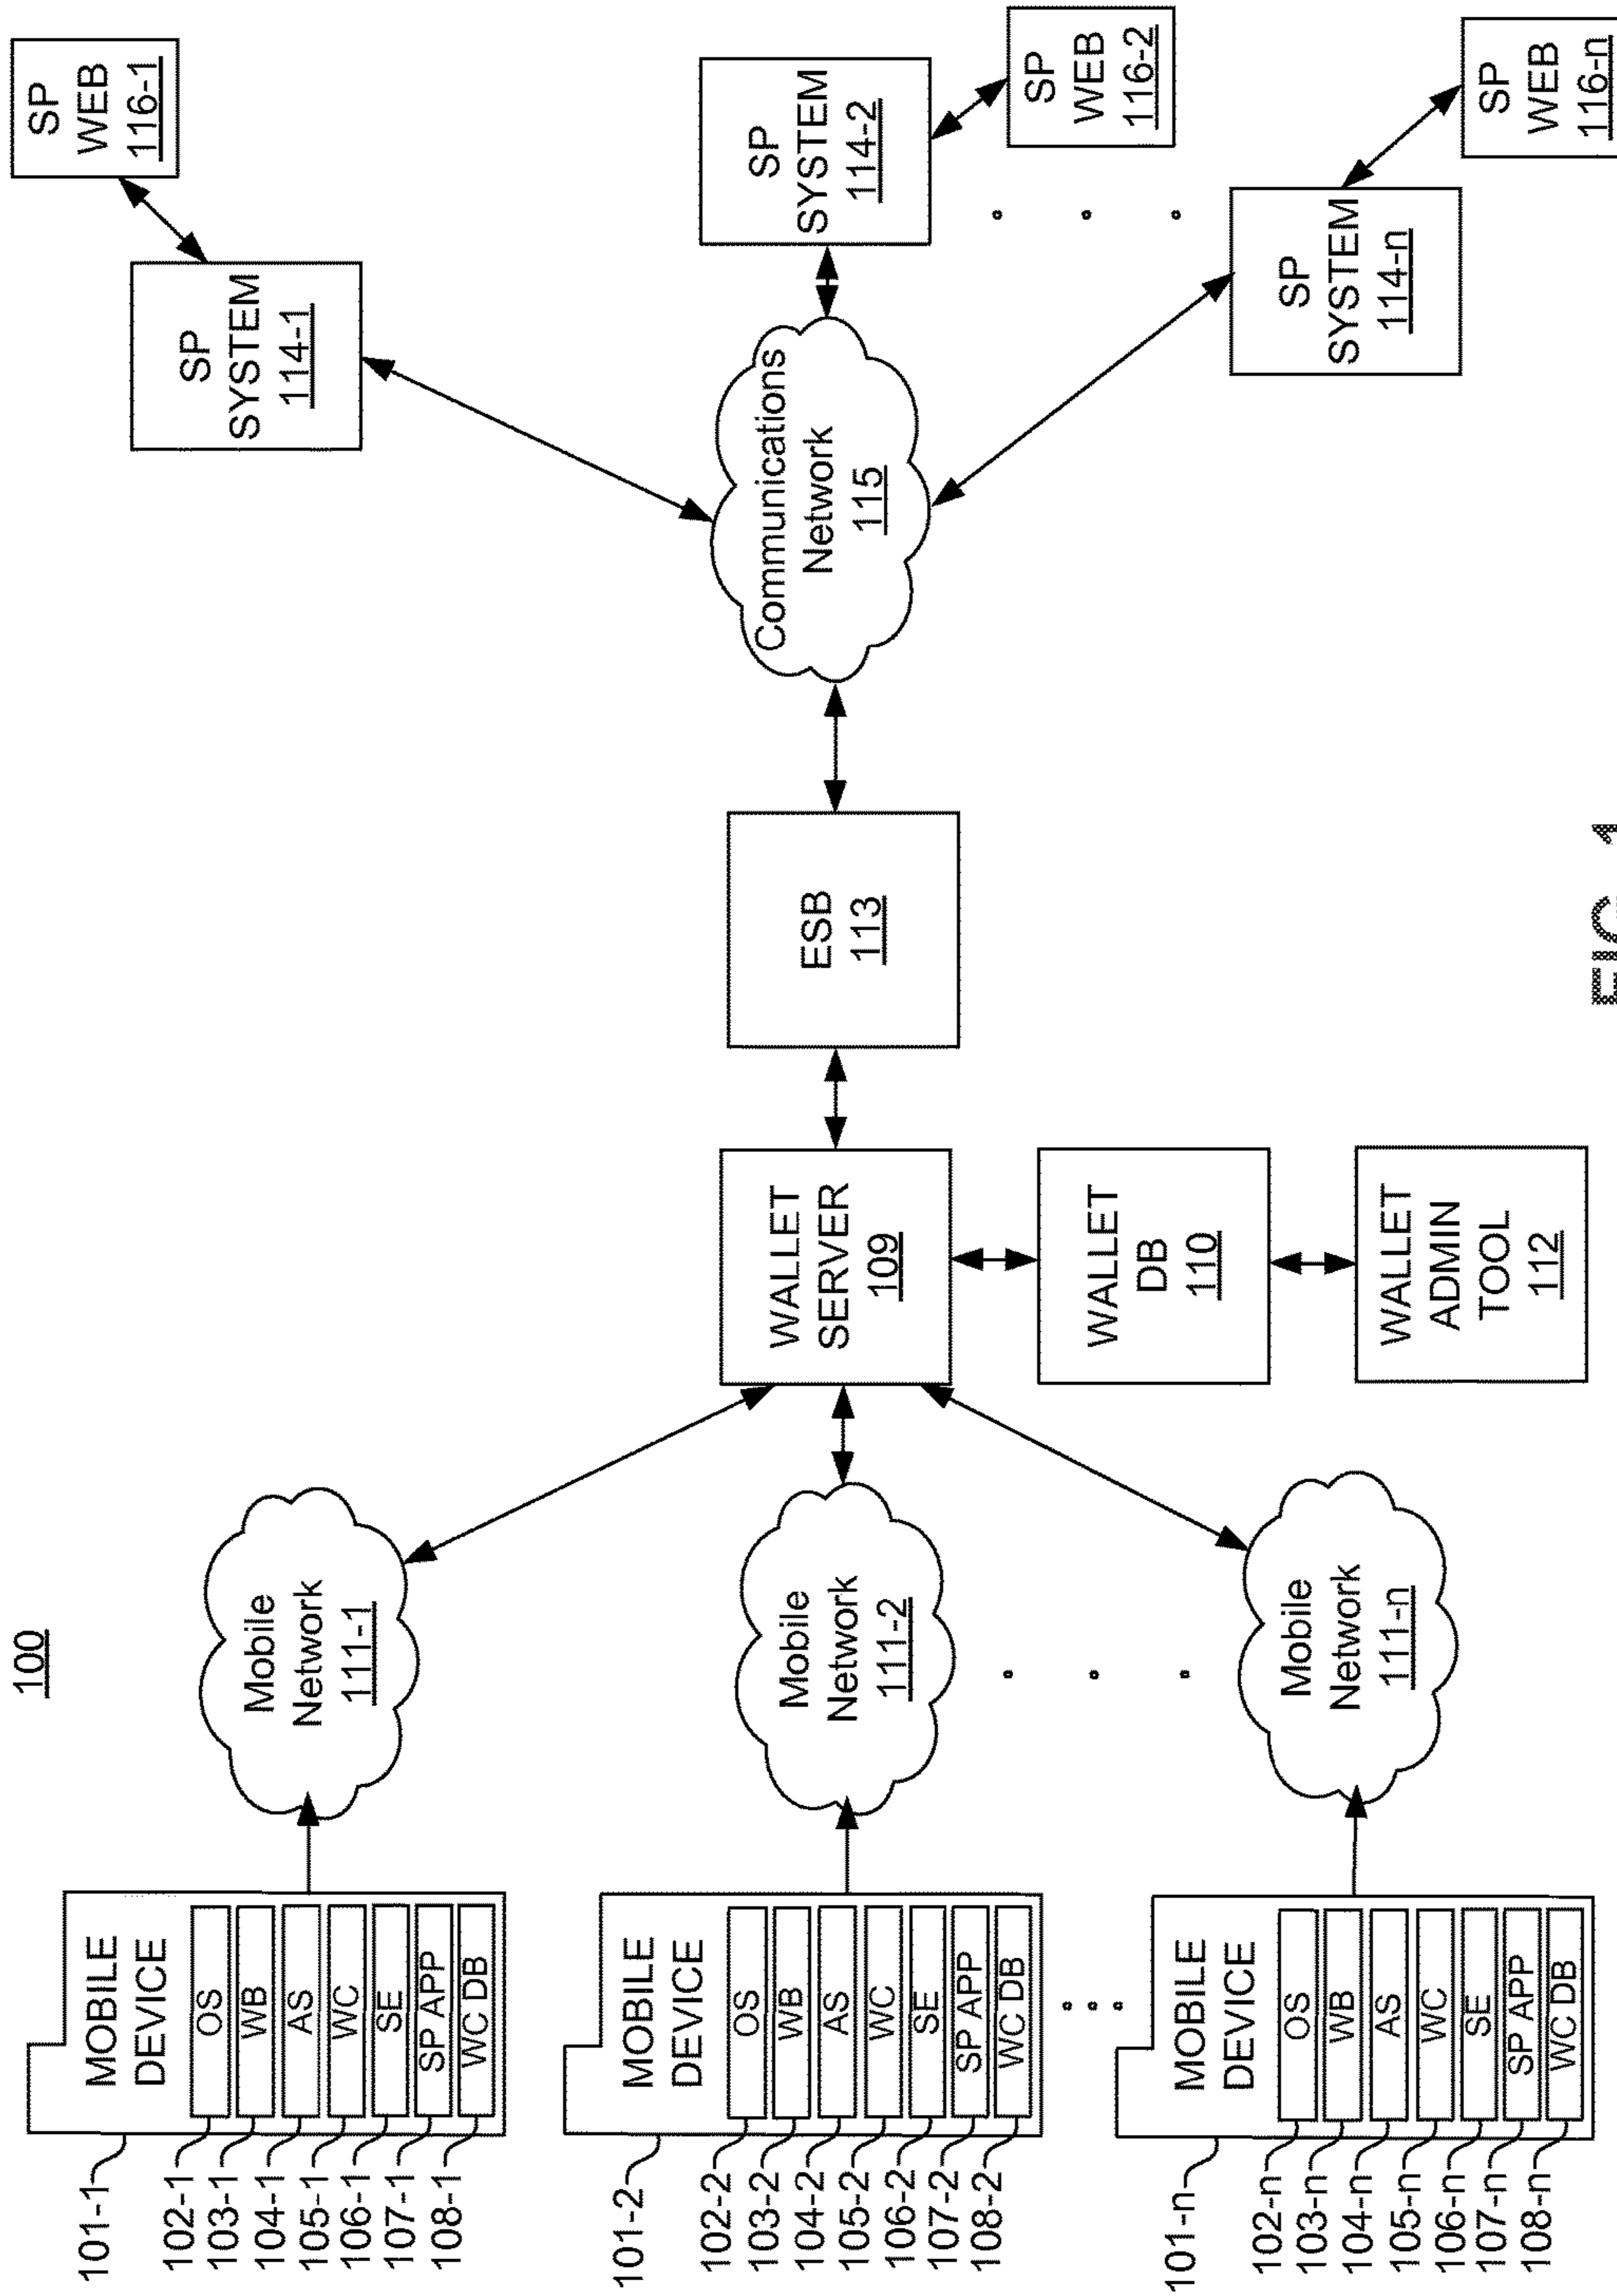 100
MOBILE
DEVICE
OS
WB
AS
WC
SE
SP APP
WC DB
101-1
102-1
103-1
104-1
105-1
106-1
107-1
108-1
MOBILE
DEVICE
OS
WB
AS
WC
SE
SP APP
WC DB
101-2
102-2
103-2
104-2
105-2
106-2
107-2
108-2
MOBILE
DEVICE
OS
WB
AS
WC
SE
SP APP
WC DB
101-n
102-n
103-n
104-n
105-n
106-n
107-n
108-n
Mobile
Network
111-1
Mobile
Network
111-2
Mobile
Network
111-n
WALLET
SERVER
109
WALLET
DB
110
WALLET
ADMIN
TOOL
112
ESB
113
Communications
Network
115
SP
SYSTEM
114-1
SP
WEB
116-1
SP
SYSTEM
114-2
SP
WEB
116-2
SP
SYSTEM
114-n
SP
WEB
116-n
FIG. 1